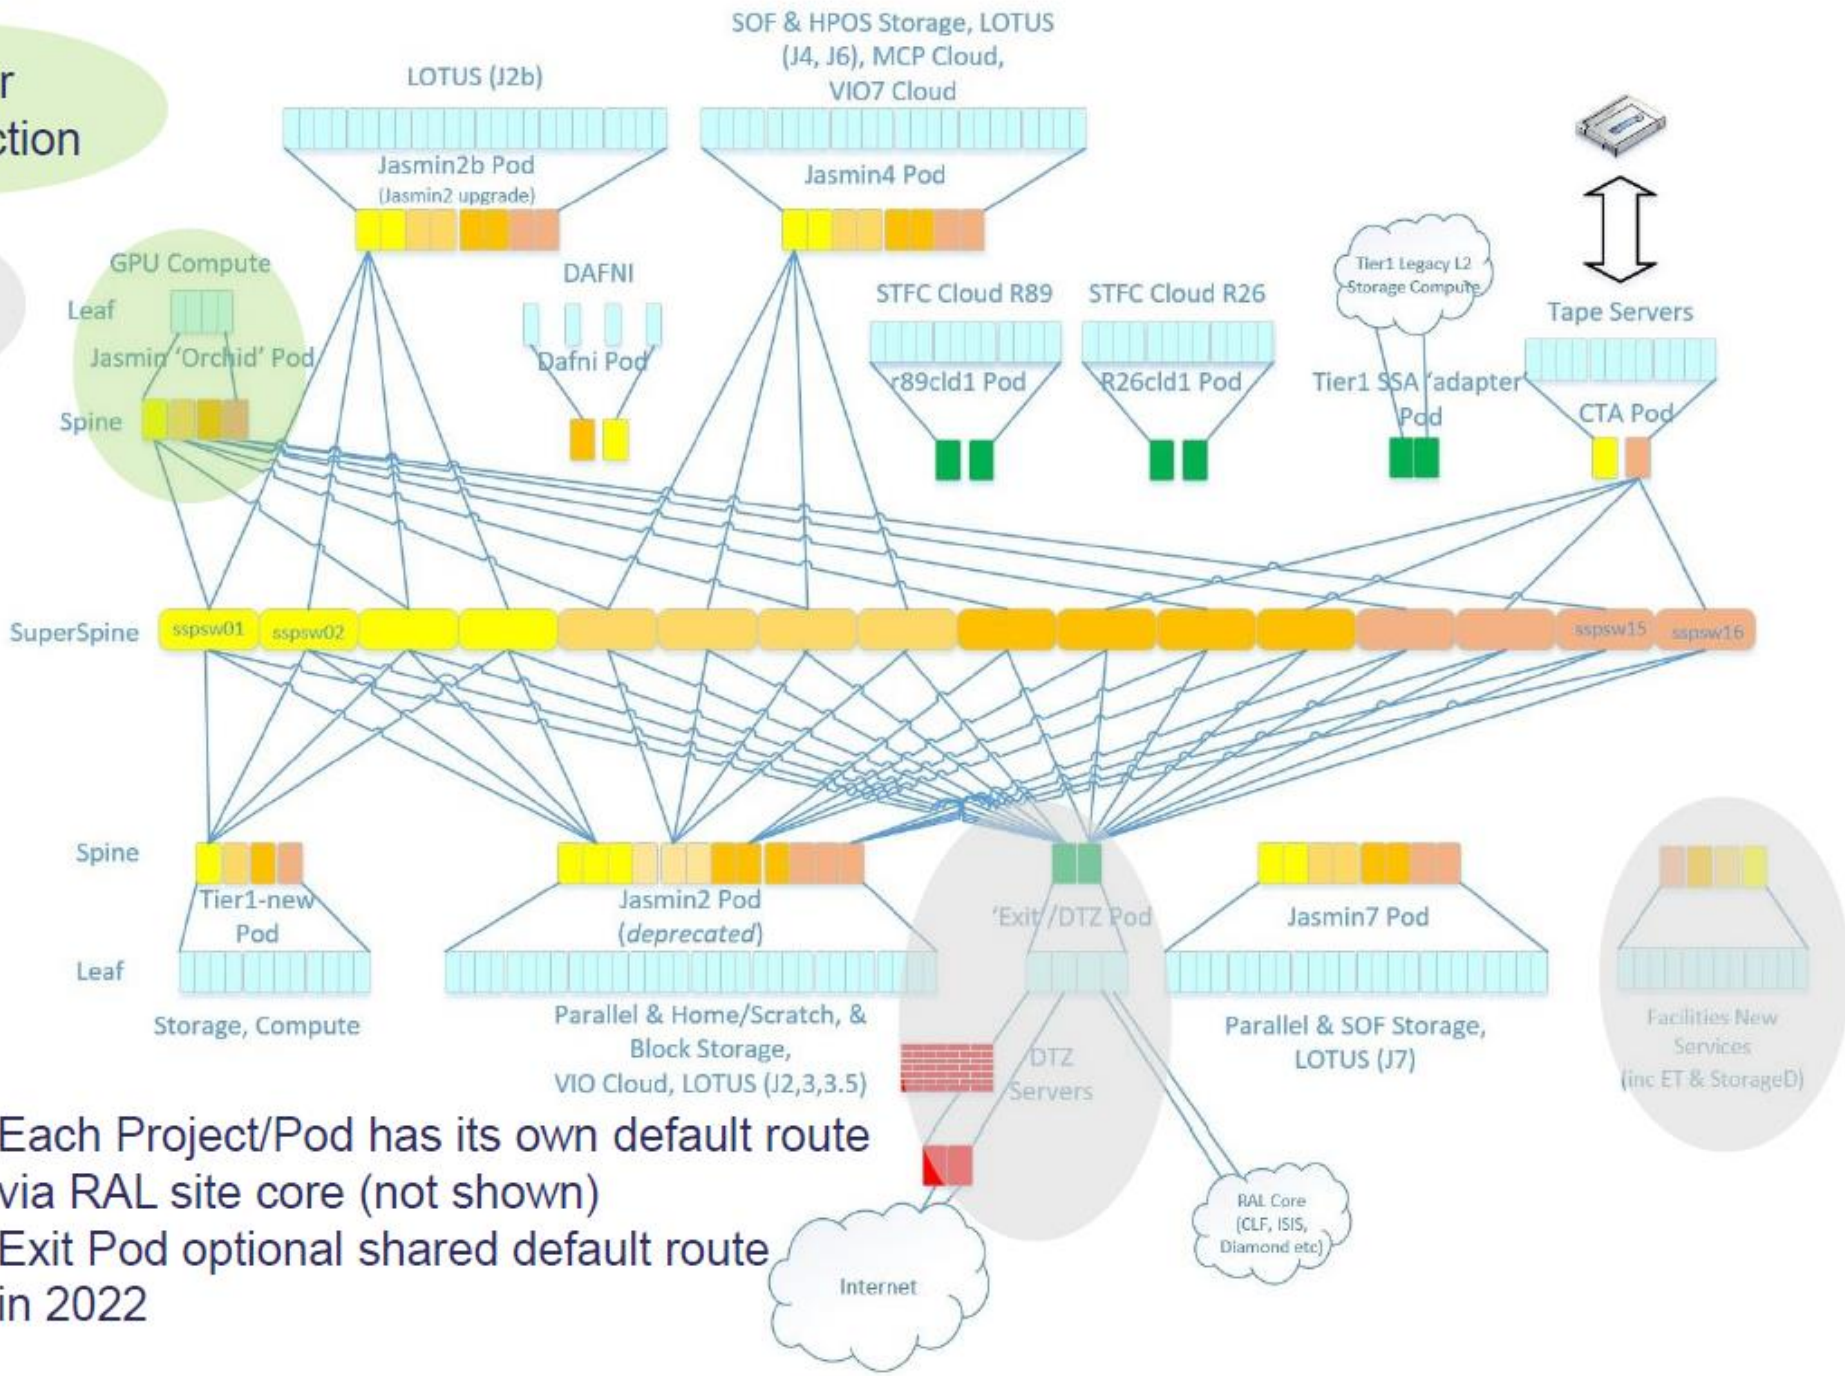 r
ction
SOF & HPOS Storage, LOTUS
(J4, J6), MCP Cloud,
VIO7 Cloud
LOTUS (J2b)
Jasmin2b Pod
(Jasmin2 upgrade)
Jasmin4 Pod
GPU Compute
Leaf
Jasmin 'Orchid' Pod
Spine
DAFNI
Dafni Pod
STFC Cloud R89
r89cld1 Pod
STFC Cloud R26
R26cld1 Pod
Tier1 Legacy L2
Storage Compute
Tier1 SSA 'adapter'
Pod
Tape Servers
CTA Pod
SuperSpine
sspsw01
sspsw02
sspsw15
sspsw16
Spine
Tier1-new
Pod
Leaf
Storage, Compute
Jasmin2 Pod
(deprecated)
Parallel & Home/Scratch, &
Block Storage,
VIO Cloud, LOTUS (J2,3,3.5)
'Exit'/DTZ Pod
DTZ
Servers
Jasmin7 Pod
Parallel & SOF Storage,
LOTUS (J7)
Facilities New
Services
(inc ET & StorageD)
RAL Core
(CLF, ISIS,
Diamond etc)
Internet
Each Project/Pod has its own default route
via RAL site core (not shown)
Exit Pod optional shared default route
in 2022